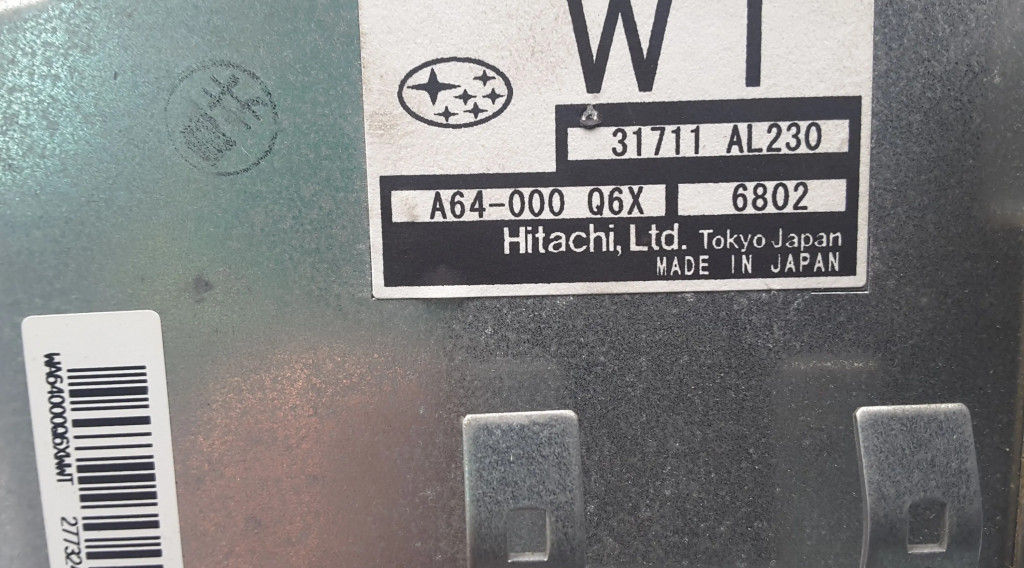 WT
31711 AL230
A64-000 Q6X 6802
Hitachi, Ltd. Tokyo Japan
MADE IN JAPAN